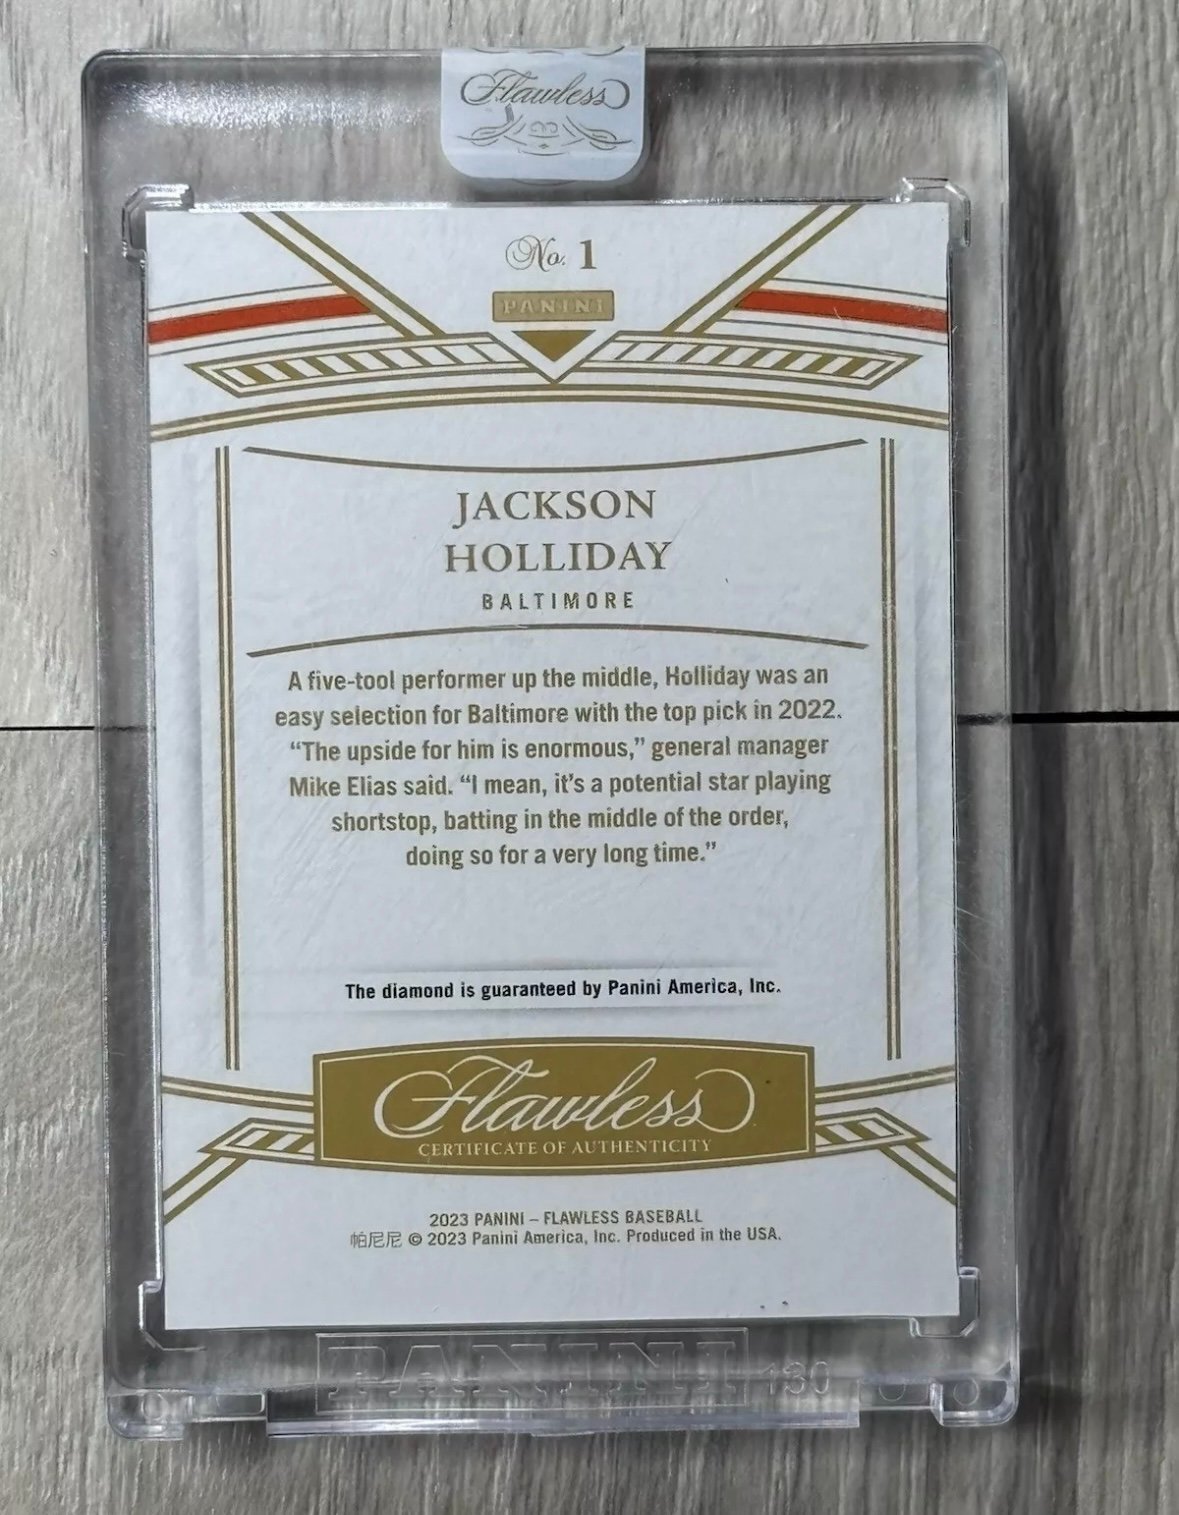 Flawless
No. 1
PANINI
JACKSON
HOLLIDAY
BALTIMORE
A five-tool performer up the middle, Holliday was an
easy selection for Baltimore with the top pick in 2022.
“The upside for him is enormous,” general manager
Mike Elias said. “I mean, it’s a potential star playing
shortstop, batting in the middle of the order,
doing so for a very long time.”
The diamond is guaranteed by Panini America, Inc.
Flawless
CERTIFICATE OF AUTHENTICITY
2023 PANINI – FLAWLESS BASEBALL
帕尼尼 © 2023 Panini America, Inc. Produced in the USA.
PANINI 130